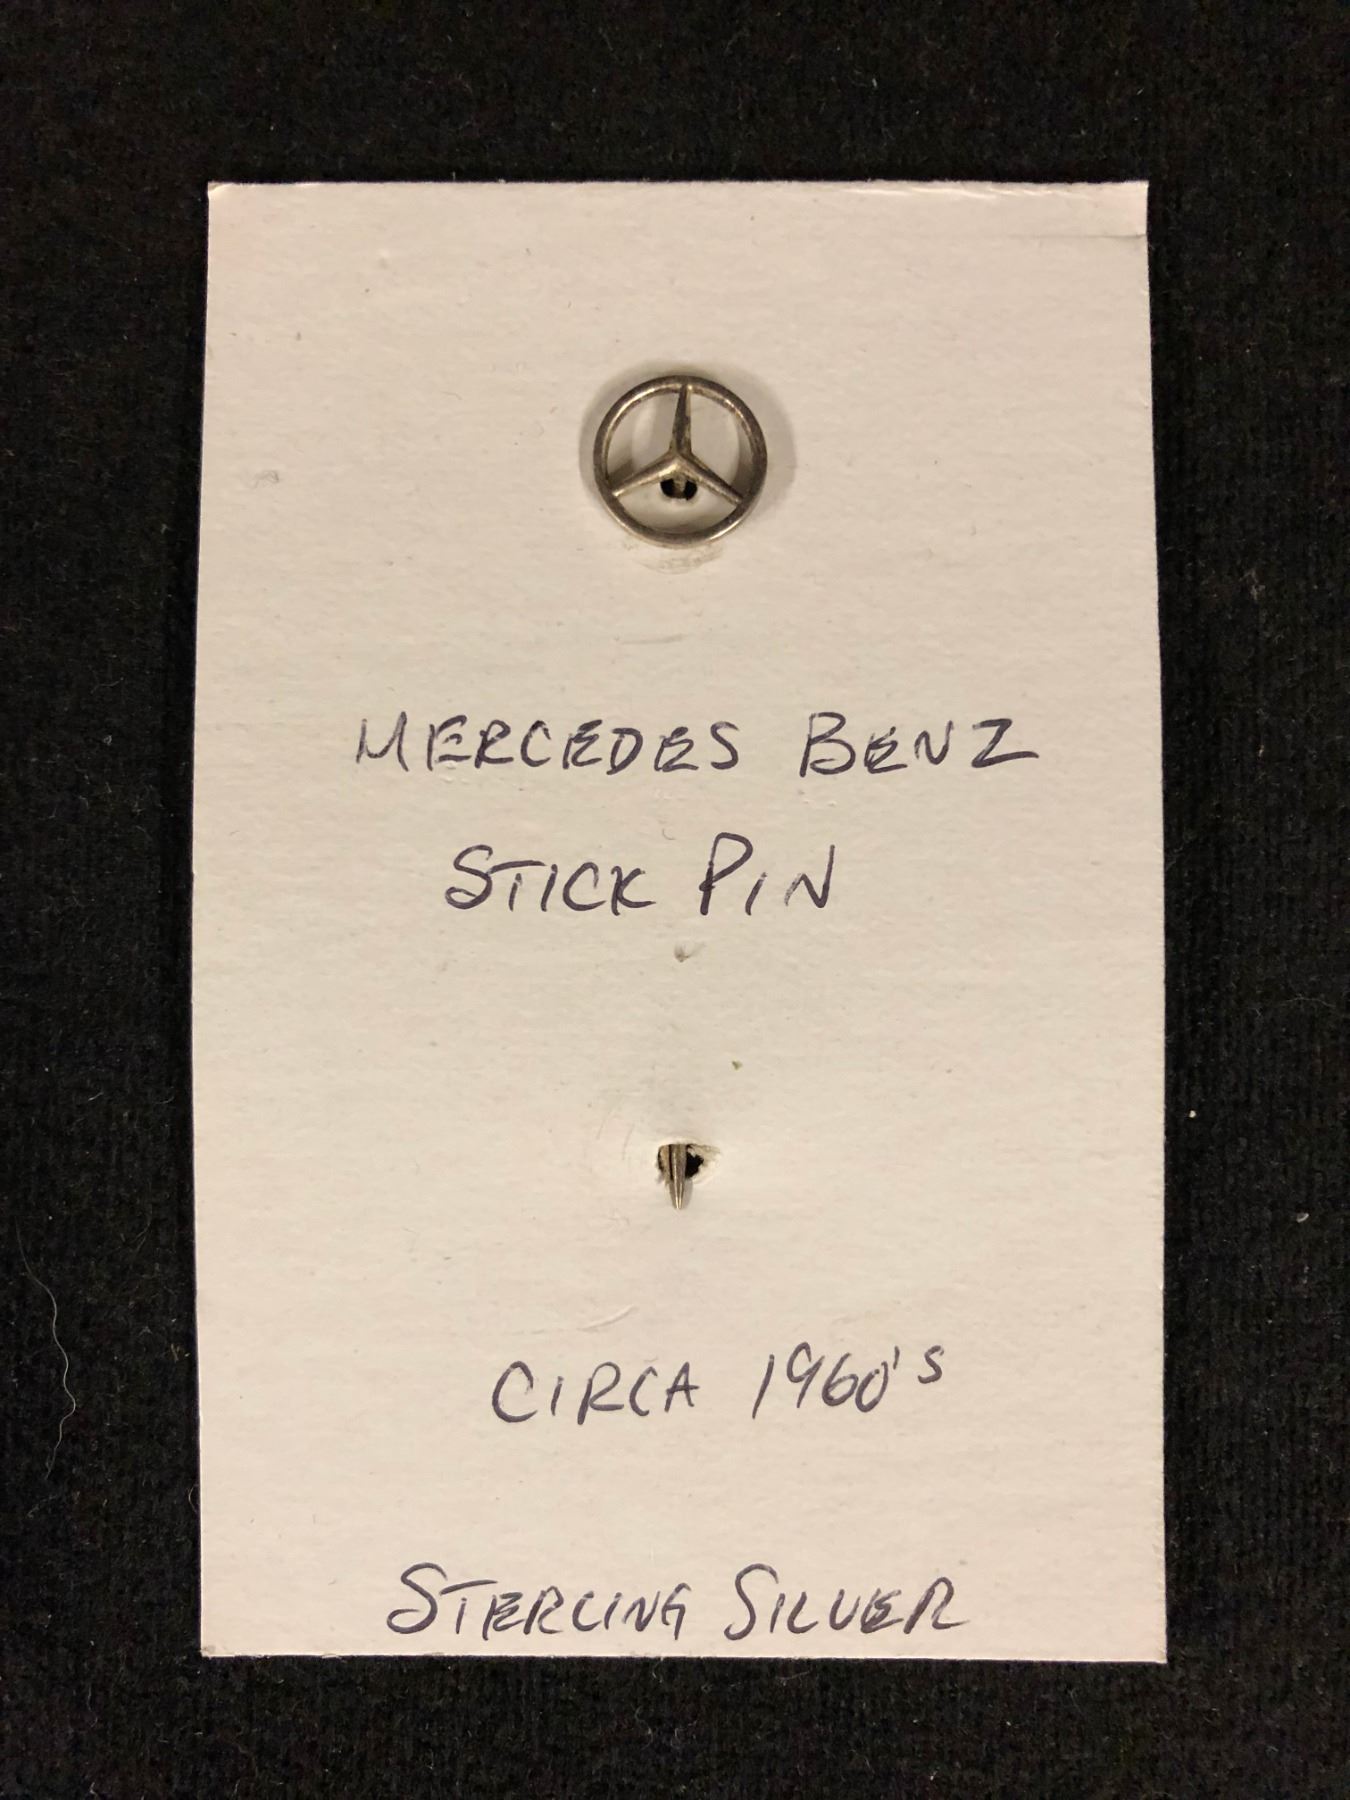 MERCEDES BENZ
STICK PIN
CIRCA 1960's
STERLING SILVER